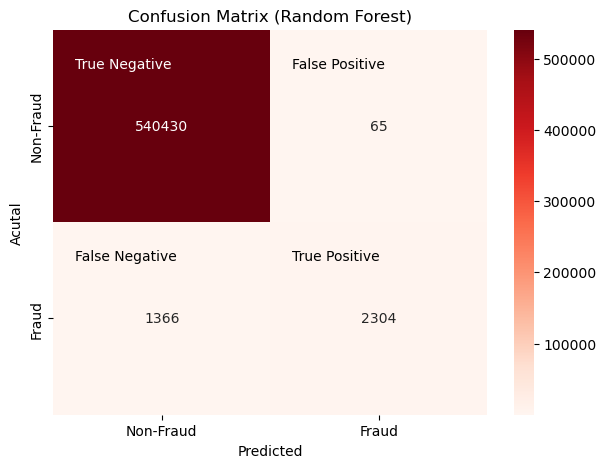 Confusion Matrix (Random Forest)
True Negative
False Positive
540430
65
False Negative
True Positive
1366
2304
Non-Fraud
Fraud
Acutal
Non-Fraud
Fraud
Predicted
500000
400000
300000
200000
100000